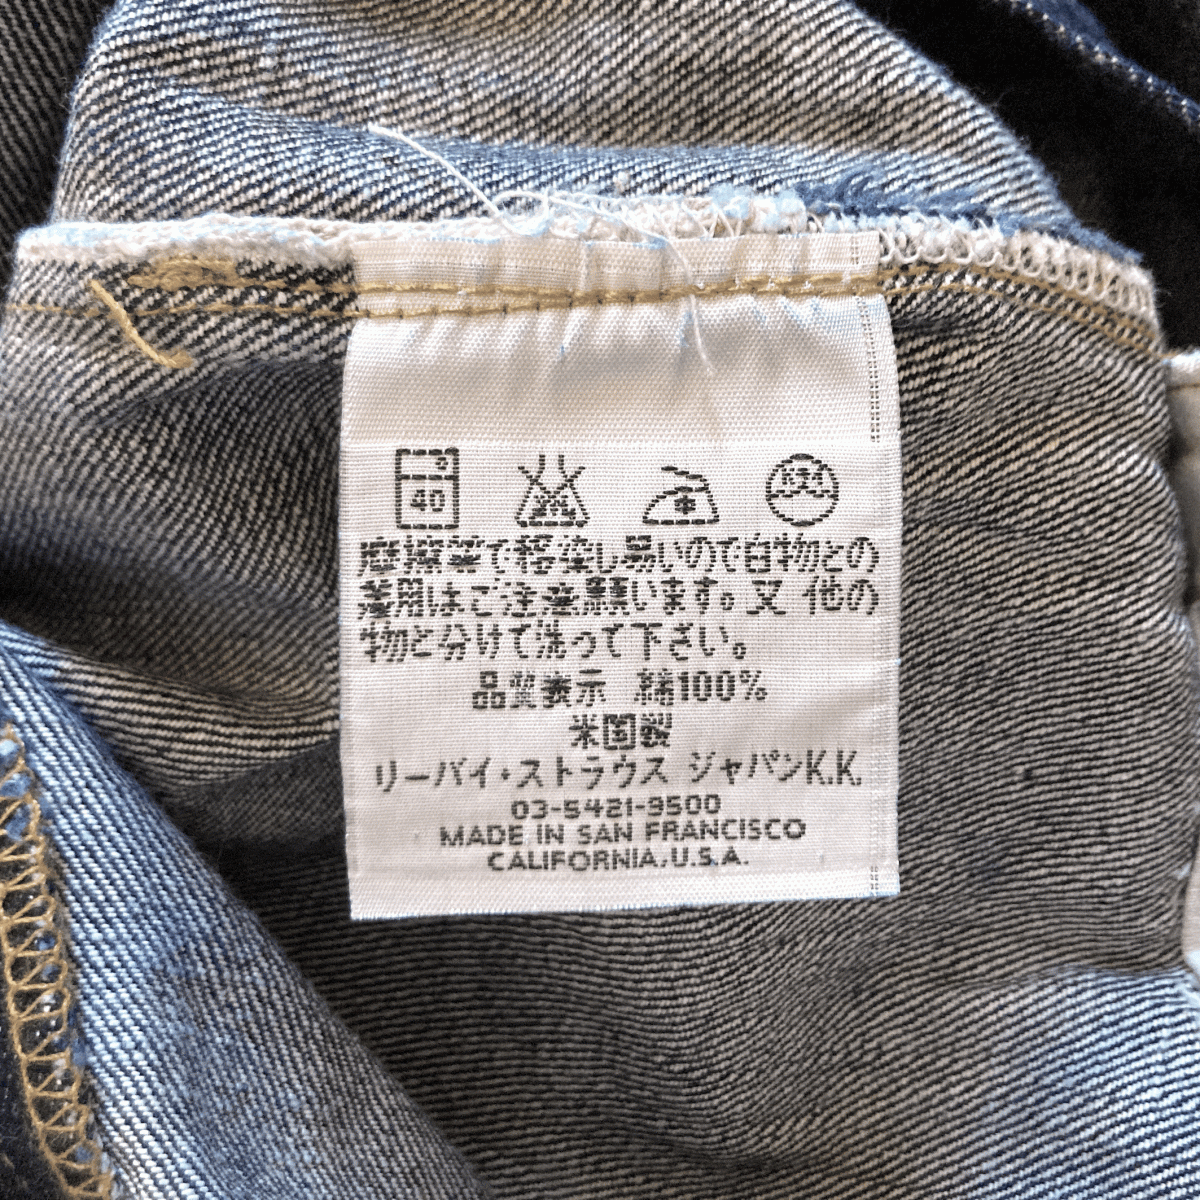 40
摩擦等で移染し易いので白物との
着用はご注意願います。又 他の
物と分けて洗って下さい。
品質表示 綿100%
米国製
リーバイ・ストラウス ジャパンK.K.
03-5421-9500
MADE IN SAN FRANCISCO
CALIFORNIA,U.S.A.